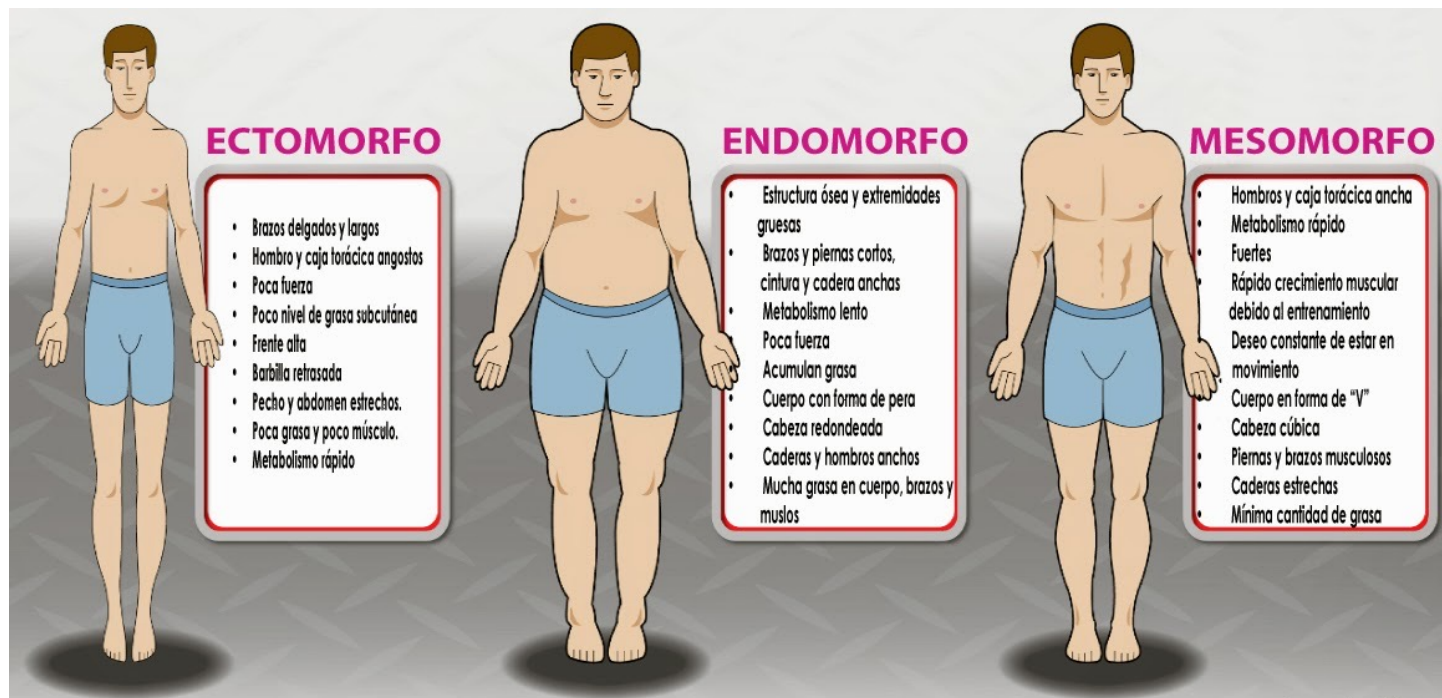 ECTOMORFO
• Brazos delgados y largos
• Hombro y caja torácica angostos
• Poca fuerza
• Poco nivel de grasa subcutánea
• Frente alta
• Barbilla retrasada
• Pecho y abdomen estrechos.
• Poca grasa y poco músculo.
• Metabolismo rápido
ENDOMORFO
• Estructura ósea y extremidades
gruesas
• Brazos y piernas cortos,
cintura y cadera anchas
• Metabolismo lento
• Poca fuerza
• Acumulan grasa
• Cuerpo con forma de pera
• Cabeza redondeada
• Caderas y hombros anchos
• Mucha grasa en cuerpo, brazos y
muslos
MESOMORFO
• Hombros y caja torácica ancha
• Metabolismo rápido
• Fuertes
• Rápido crecimiento muscular
debido al entrenamiento
• Deseo constante de estar en
movimiento
• Cuerpo en forma de “V”
• Cabeza cúbica
• Piernas y brazos musculosos
• Caderas estrechas
• Mínima cantidad de grasa